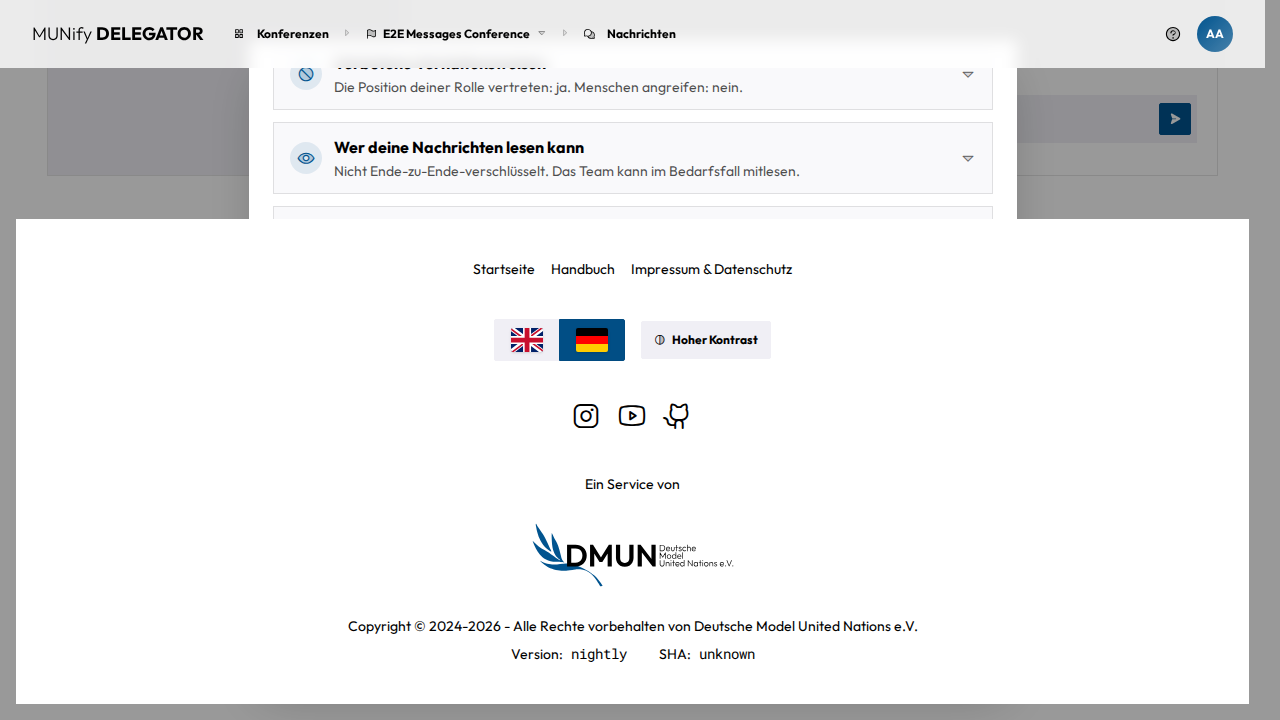 MUNify DELEGATOR
Konferenzen
E2E Messages Conference
Nachrichten
AA
Die Position deiner Rolle vertreten: ja. Menschen angreifen: nein.
Wer deine Nachrichten lesen kann
Nicht Ende-zu-Ende-verschlüsselt. Das Team kann im Bedarfsfall mitlesen.
Startseite Handbuch Impressum & Datenschutz
Hoher Kontrast
Ein Service von
DMUN Deutsche
Model
United Nations e.V.
Copyright © 2024-2026 - Alle Rechte vorbehalten von Deutsche Model United Nations e.V.
Version: nightly SHA: unknown